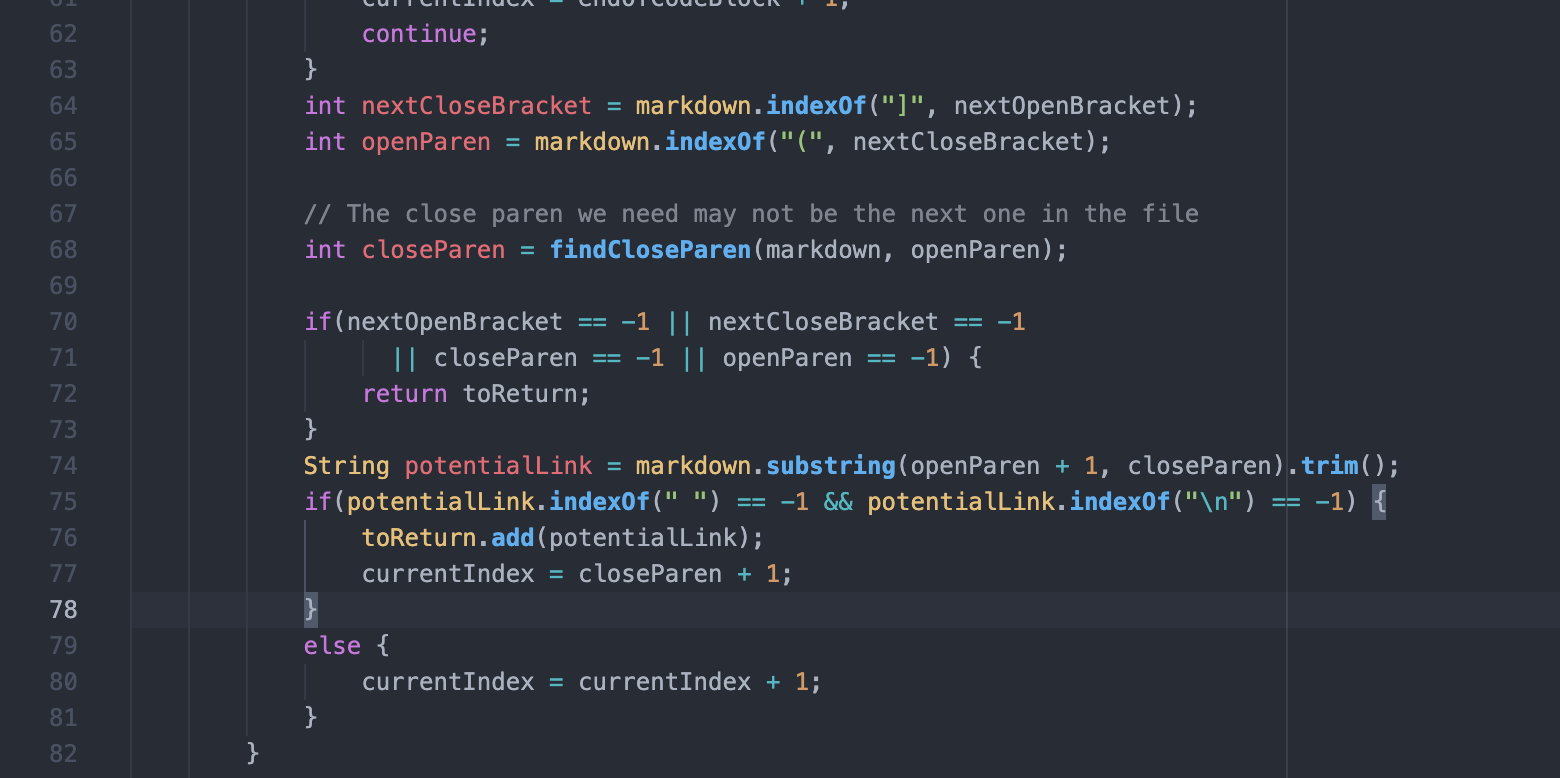 61 currentIndex = endOfCodeBlock + 1;
62 continue;
63 }
64 int nextCloseBracket = markdown.indexOf("]", nextOpenBracket);
65 int openParen = markdown.indexOf("(", nextCloseBracket);
66
67 // The close paren we need may not be the next one in the file
68 int closeParen = findCloseParen(markdown, openParen);
69
70 if(nextOpenBracket == -1 || nextCloseBracket == -1
71 || closeParen == -1 || openParen == -1) {
72 return toReturn;
73 }
74 String potentialLink = markdown.substring(openParen + 1, closeParen).trim();
75 if(potentialLink.indexOf(" ") == -1 && potentialLink.indexOf("\n") == -1) {
76 toReturn.add(potentialLink);
77 currentIndex = closeParen + 1;
78 }
79 else {
80 currentIndex = currentIndex + 1;
81 }
82 }